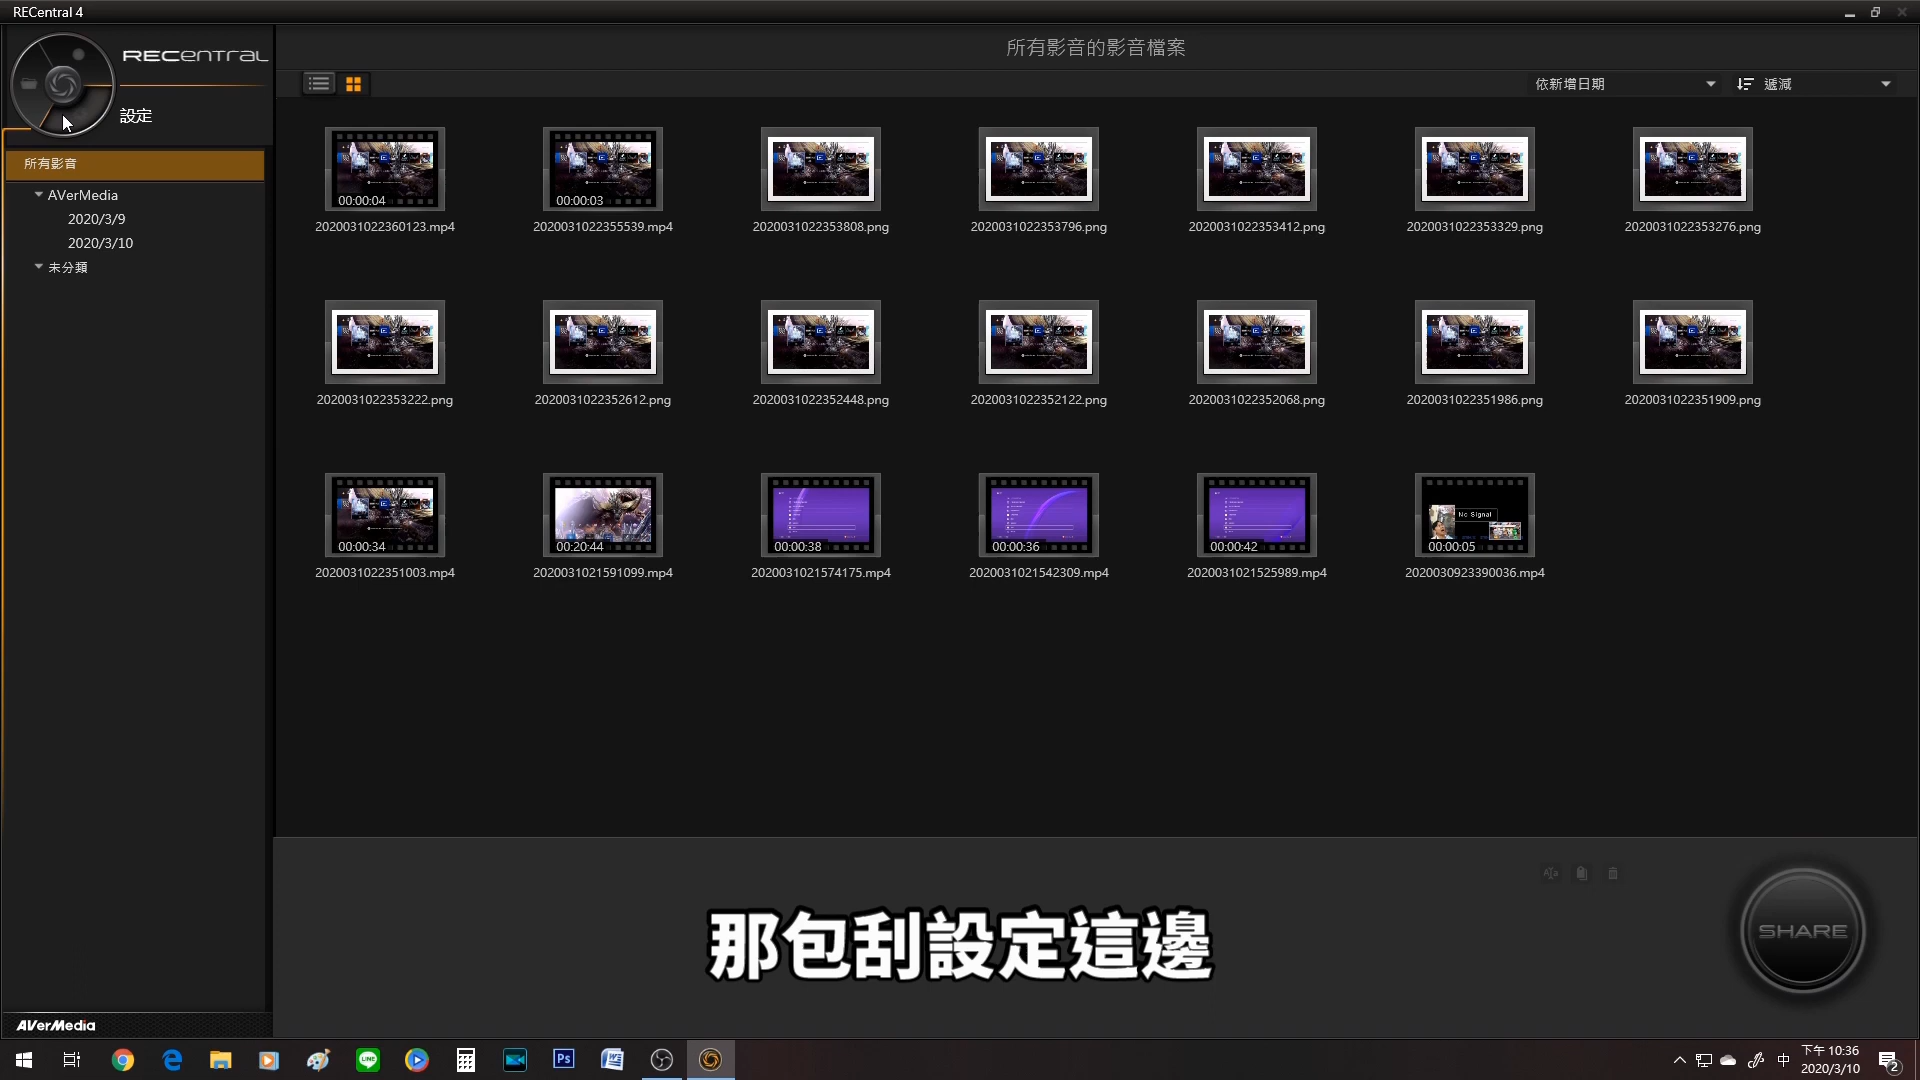 RECentral 4
RECENTRAL
設定
所有影音的影音檔案
依新增日期
遞減
所有影音
AVerMedia
2020/3/9
2020/3/10
未分類
00:00:04
00:00:03
2020031022360123.mp4
2020031022355539.mp4
2020031022353808.png
2020031022353796.png
2020031022353412.png
2020031022353329.png
2020031022353276.png
2020031022353222.png
2020031022352612.png
2020031022352448.png
2020031022352122.png
2020031022352068.png
2020031022351986.png
2020031022351909.png
No Signal
00:00:34
00:20:44
00:00:38
00:00:36
00:00:42
00:00:05
2020031022351003.mp4
2020031021591099.mp4
2020031021574175.mp4
2020031021542309.mp4
2020031021525989.mp4
2020030923390036.mp4
SHARE
那包刮設定這邊
AVerMedia
LINE
Ps
中
下午 10:36
2020/3/10
2